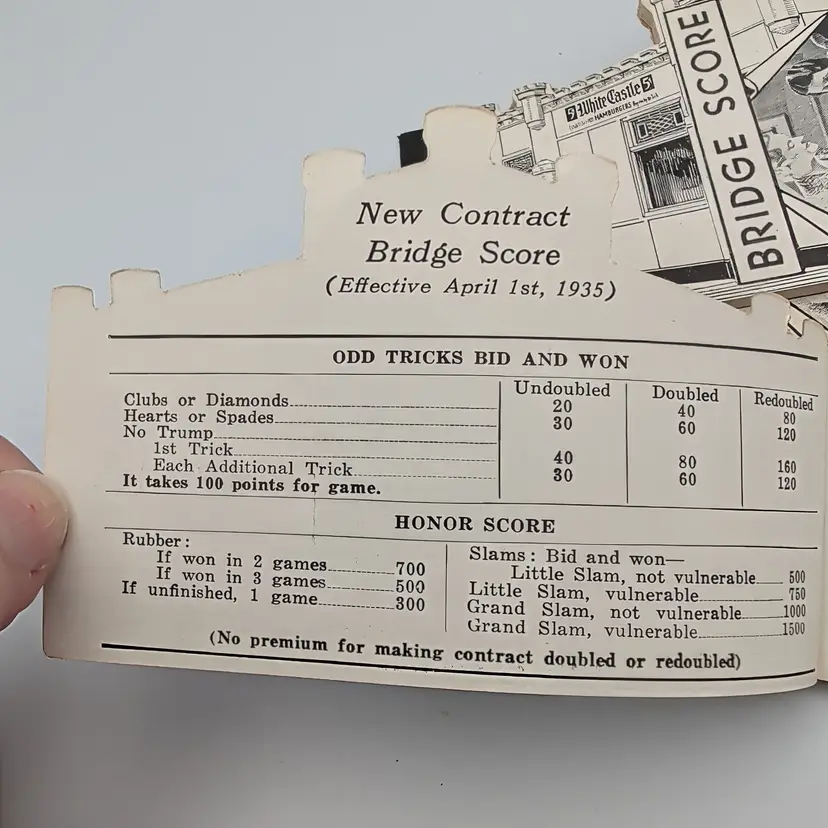 5 White Castle 5
HAMBURGERS
BRIDGE SCORE
New Contract
Bridge Score
(Effective April 1st, 1935)
ODD TRICKS BID AND WON
Undoubled Doubled Redoubled
Clubs or Diamonds 20 40 80
Hearts or Spades 30 60 120
No Trump
1st Trick 40 80 160
Each Additional Trick 30 60 120
It takes 100 points for game.
HONOR SCORE
Rubber:
If won in 2 games 700
If won in 3 games 500
If unfinished, 1 game 300
Slams: Bid and won—
Little Slam, not vulnerable 500
Little Slam, vulnerable 750
Grand Slam, not vulnerable 1000
Grand Slam, vulnerable 1500
(No premium for making contract doubled or redoubled)